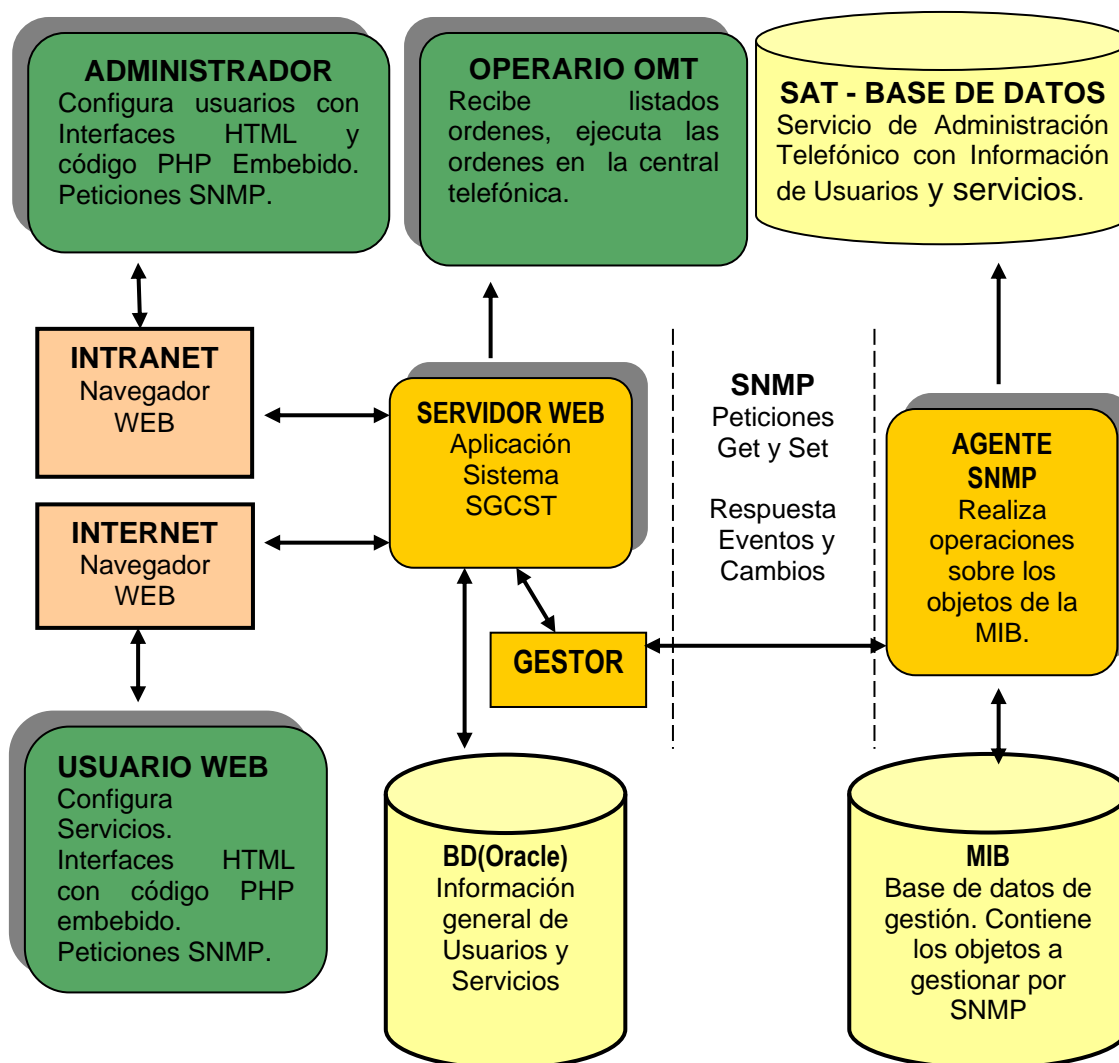 ADMINISTRADOR
Configura usuarios con
Interfaces HTML y
código PHP Embebido.
Peticiones SNMP.
OPERARIO OMT
Recibe listados
ordenes, ejecuta las
ordenes en la central
telefónica.
SAT - BASE DE DATOS
Servicio de Administración
Telefónico con Información
de Usuarios y servicios.
INTRANET
Navegador
WEB
SERVIDOR WEB
Aplicación
Sistema
SGCST
SNMP
Peticiones
Get y Set
Respuesta
Eventos y
Cambios
AGENTE
SNMP
Realiza
operaciones
sobre los
objetos de la
MIB.
INTERNET
Navegador
WEB
GESTOR
USUARIO WEB
Configura
Servicios.
Interfaces HTML
con código PHP
embebido.
Peticiones SNMP.
BD(Oracle)
Información
general de
Usuarios y
Servicios
MIB
Base de datos de
gestión. Contiene
los objetos a
gestionar por
SNMP